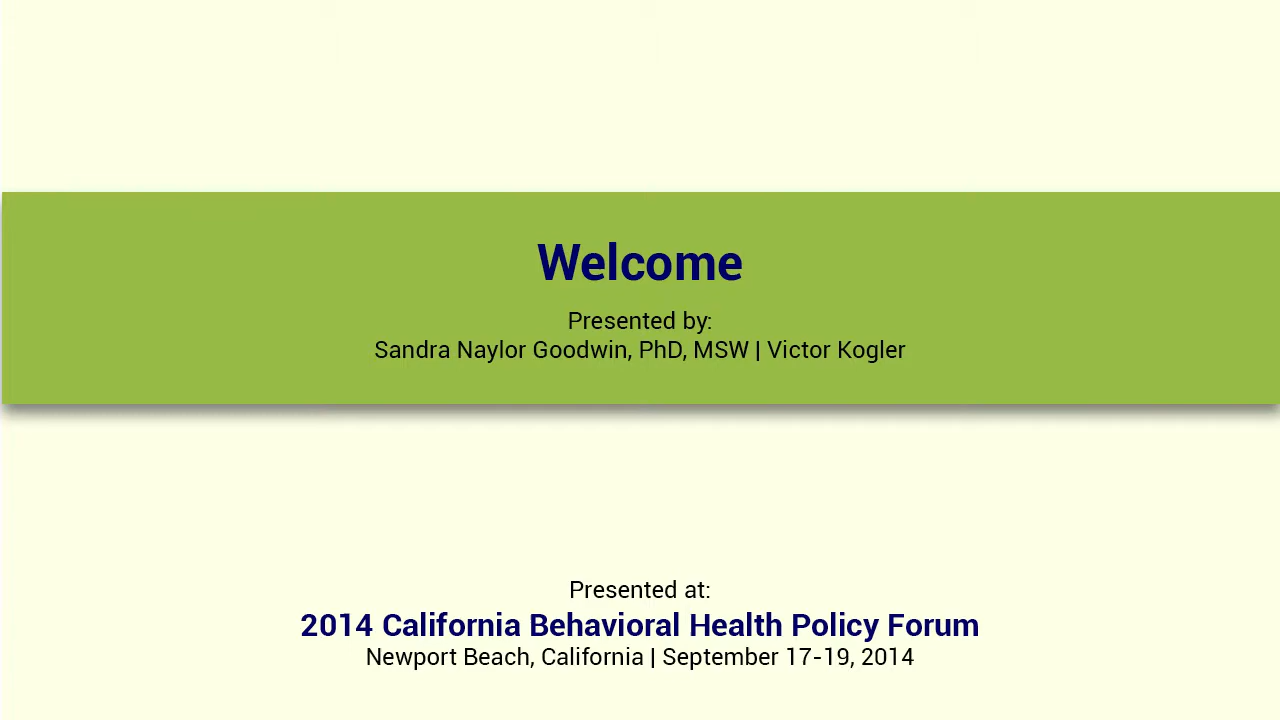 Welcome
Presented by:
Sandra Naylor Goodwin, PhD, MSW | Victor Kogler
Presented at:
2014 California Behavioral Health Policy Forum
Newport Beach, California | September 17-19, 2014